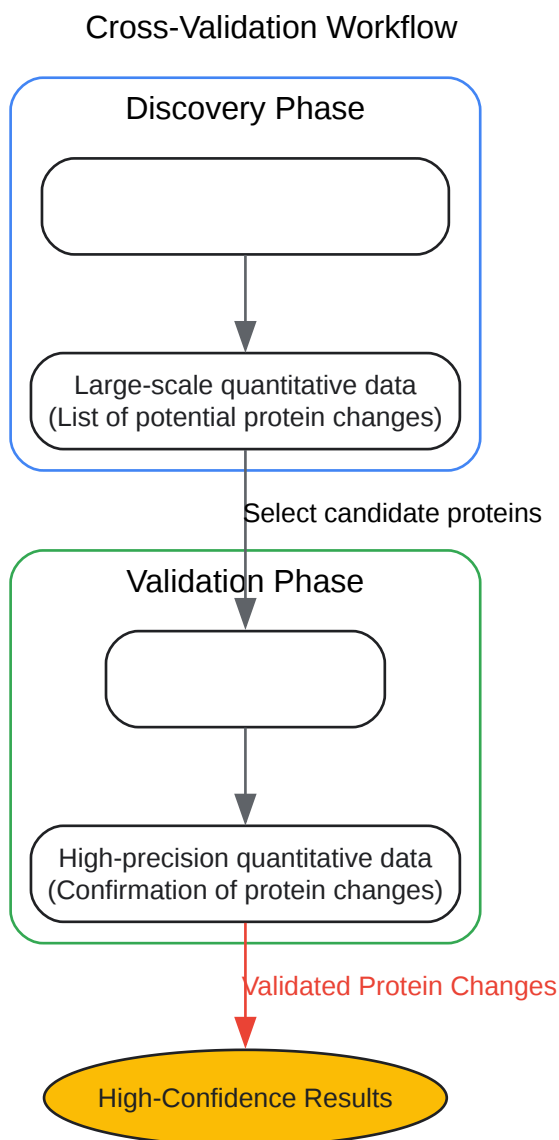 Cross-Validation Workflow
Discovery Phase
Large-scale quantitative data
(List of potential protein changes)
Select candidate proteins
Validation Phase
High-precision quantitative data
(Confirmation of protein changes)
Validated Protein Changes
High-Confidence Results